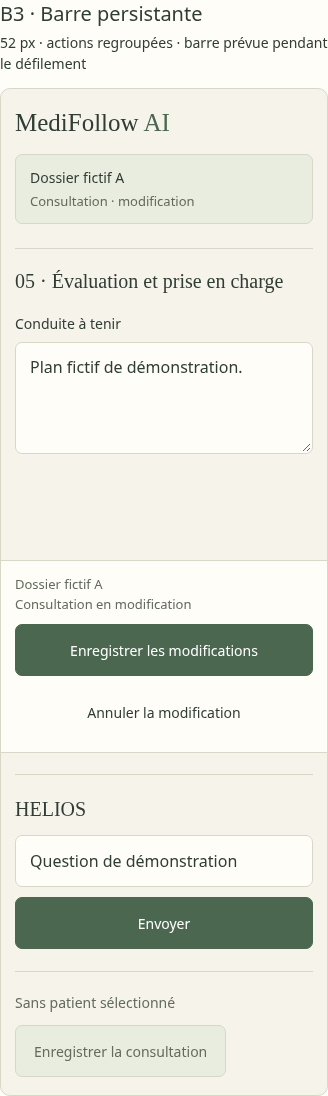 B3 · Barre persistante
52 px · actions regroupées · barre prévue pendant
le défilement
MediFollow AI
Dossier fictif A
Consultation · modification
05 · Évaluation et prise en charge
Conduite à tenir
Plan fictif de démonstration.
Dossier fictif A
Consultation en modification
Enregistrer les modifications
Annuler la modification
HELIOS
Question de démonstration
Envoyer
Sans patient sélectionné
Enregistrer la consultation